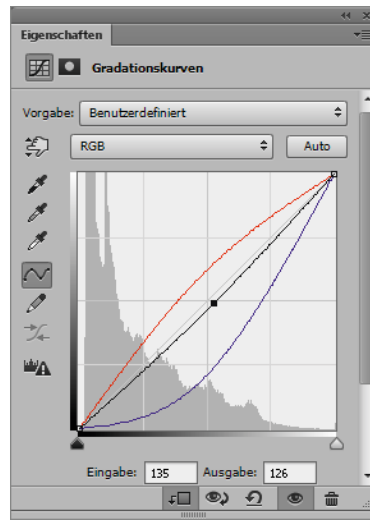 Eigenschaften
Gradationskurven
Vorgabe: Benutzerdefiniert
RGB Auto
Eingabe: 135 Ausgabe: 126